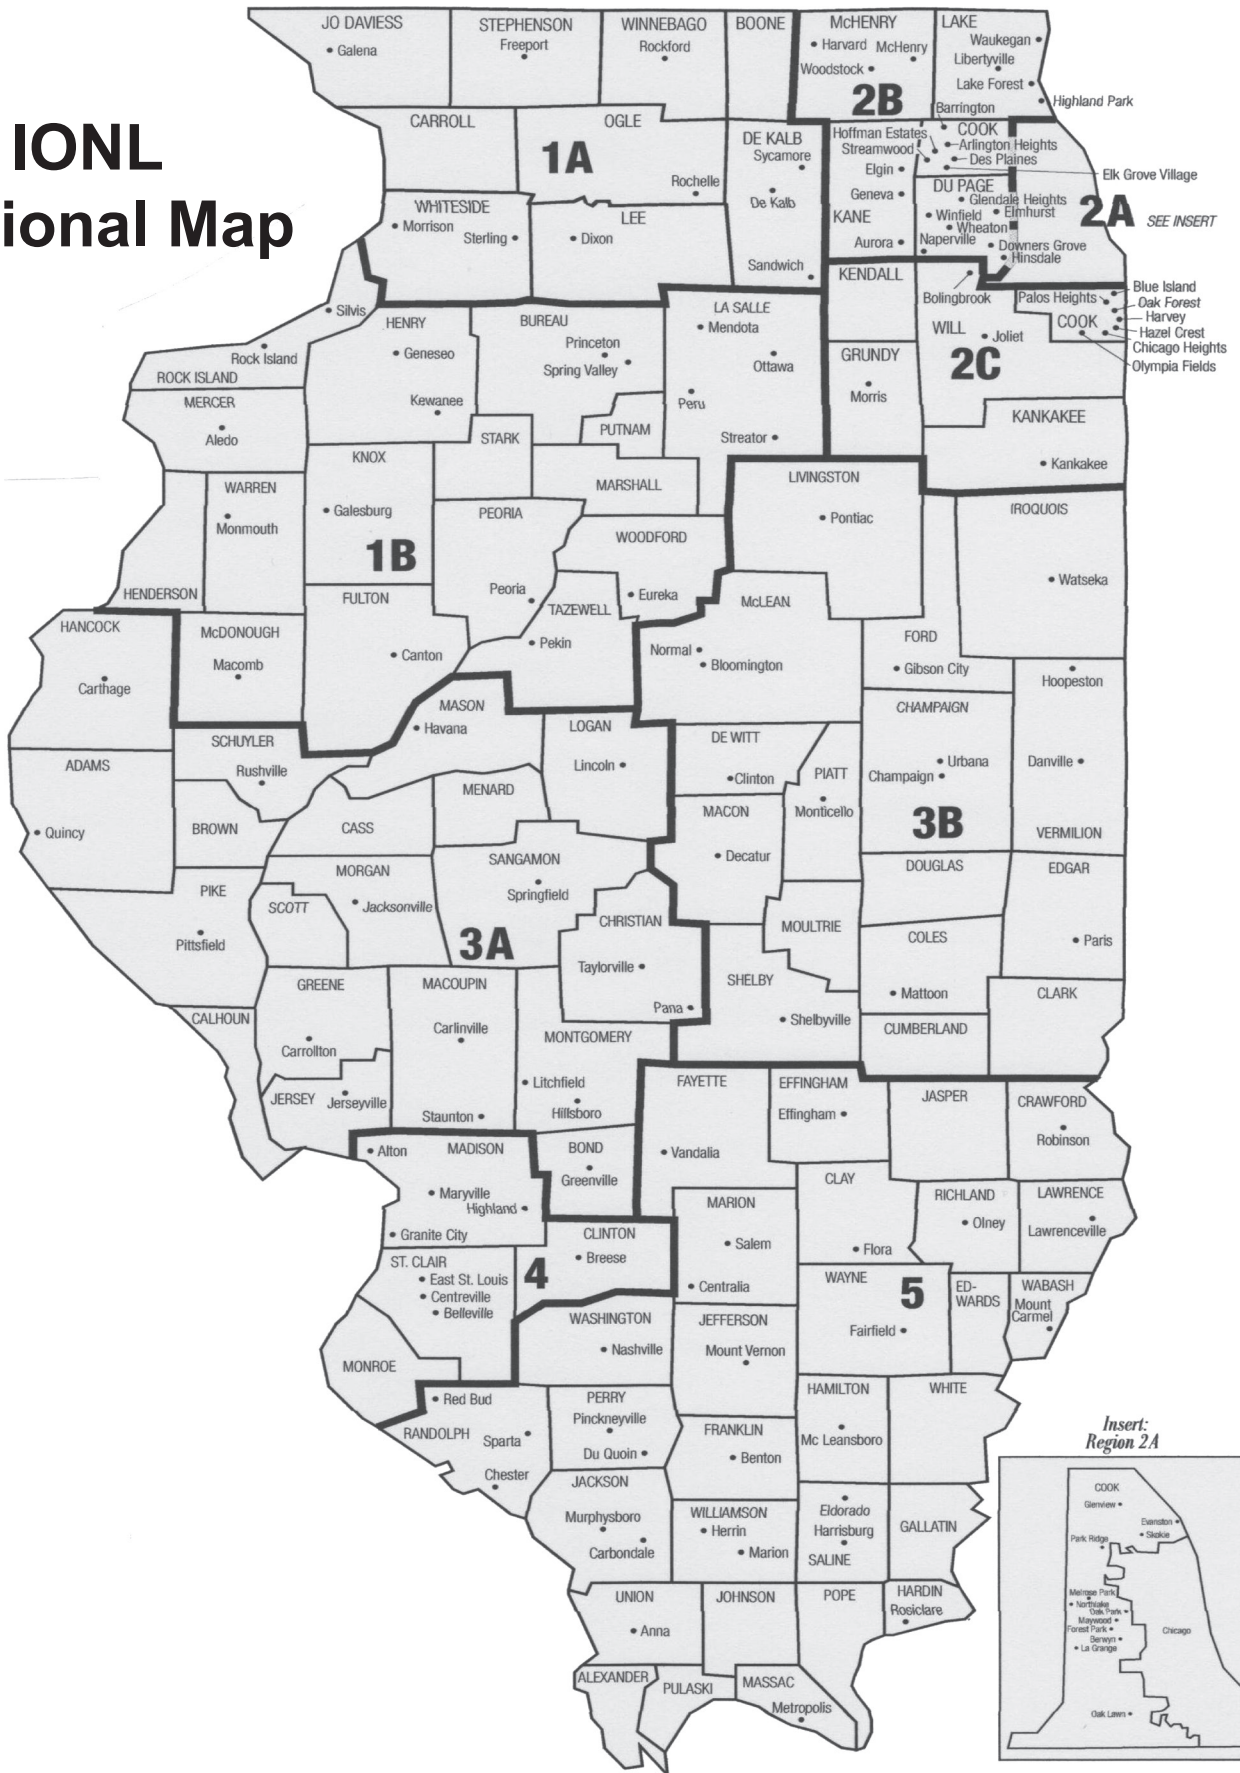 IONL
ional Map
JO DAVIESS
Galena
STEPHENSON
Freeport
WINNEBAGO
Rockford
BOONE
McHENRY
Harvard
McHenry
Woodstock
2B
LAKE
Waukegan
Libertyville
Lake Forest
Highland Park
Barrington
CARROLL
OGLE
1A
Rochelle
DE KALB
Sycamore
De Kalb
Sandwich
Hoffman Estates
Streamwood
COOK
Arlington Heights
Des Plaines
Elk Grove Village
Elgin
Geneva
KANE
Aurora
DU PAGE
Glendale Heights
Elmhurst
Winfield
Wheaton
Naperville
Downers Grove
Hinsdale
2A
SEE INSERT
WHITESIDE
Morrison
Sterling
LEE
Dixon
KENDALL
Bolingbrook
WILL
Joliet
2C
Palos Heights
COOK
Blue Island
Oak Forest
Harvey
Hazel Crest
Chicago Heights
Olympia Fields
Silvis
Rock Island
ROCK ISLAND
HENRY
Geneseo
Kewanee
BUREAU
Princeton
Spring Valley
LA SALLE
Mendota
Ottawa
Peru
Streator
GRUNDY
Morris
KANKAKEE
Kankakee
MERCER
Aledo
STARK
PUTNAM
KNOX
Galesburg
MARSHALL
WARREN
Monmouth
HENDERSON
PEORIA
Peoria
1B
WOODFORD
Eureka
LIVINGSTON
Pontiac
IROQUOIS
Watseka
FULTON
Canton
TAZEWELL
Pekin
McLEAN
Normal
Bloomington
FORD
Gibson City
HANCOCK
Carthage
McDONOUGH
Macomb
MASON
Havana
LOGAN
Lincoln
DE WITT
Clinton
PIATT
Monticello
CHAMPAIGN
Urbana
Champaign
3B
Hoopeston
Danville
VERMILION
SCHUYLER
Rushville
ADAMS
Quincy
BROWN
CASS
MENARD
MACON
Decatur
SANGAMON
Springfield
MORGAN
Jacksonville
SCOTT
PIKE
Pittsfield
3A
CHRISTIAN
Taylorville
Pana
DOUGLAS
EDGAR
Paris
MOULTRIE
COLES
Mattoon
SHELBY
Shelbyville
CUMBERLAND
CLARK
CALHOUN
GREENE
Carrollton
MACOUPIN
Carlinville
Staunton
MONTGOMERY
Litchfield
Hillsboro
JERSEY
Jerseyville
FAYETTE
Vandalia
EFFINGHAM
Effingham
JASPER
CRAWFORD
Robinson
Alton
MADISON
Maryville
Highland
Granite City
BOND
Greenville
CLAY
Flora
RICHLAND
Olney
LAWRENCE
Lawrenceville
MARION
Salem
Centralia
CLINTON
Breese
4
ST. CLAIR
East St. Louis
Centreville
Belleville
WAYNE
Fairfield
5
ED-
WARDS
WABASH
Mount
Carmel
WASHINGTON
Nashville
JEFFERSON
Mount Vernon
MONROE
Red Bud
RANDOLPH
Sparta
Chester
PERRY
Pinckneyville
Du Quoin
HAMILTON
Mc Leansboro
WHITE
FRANKLIN
Benton
JACKSON
Murphysboro
Carbondale
WILLIAMSON
Herrin
Marion
Eldorado
Harrisburg
SALINE
GALLATIN
UNION
Anna
JOHNSON
POPE
HARDIN
Rosiclare
ALEXANDER
PULASKI
MASSAC
Metropolis
Insert:
Region 2A
COOK
Glenview
Evanston
Skokie
Park Ridge
Melrose Park
Northlake
Oak Park
Maywood
Forest Park
Berwyn
La Grange
Chicago
Oak Lawn